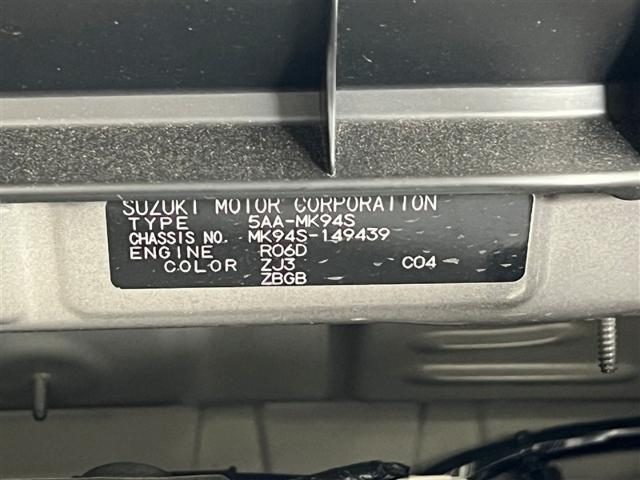 SUZUKI MOTOR CORPORATION
TYPE 5AA-MK94S
CHASSIS NO. MK94S-149439
ENGINE R06D
COLOR ZJ3 C04
ZBGB